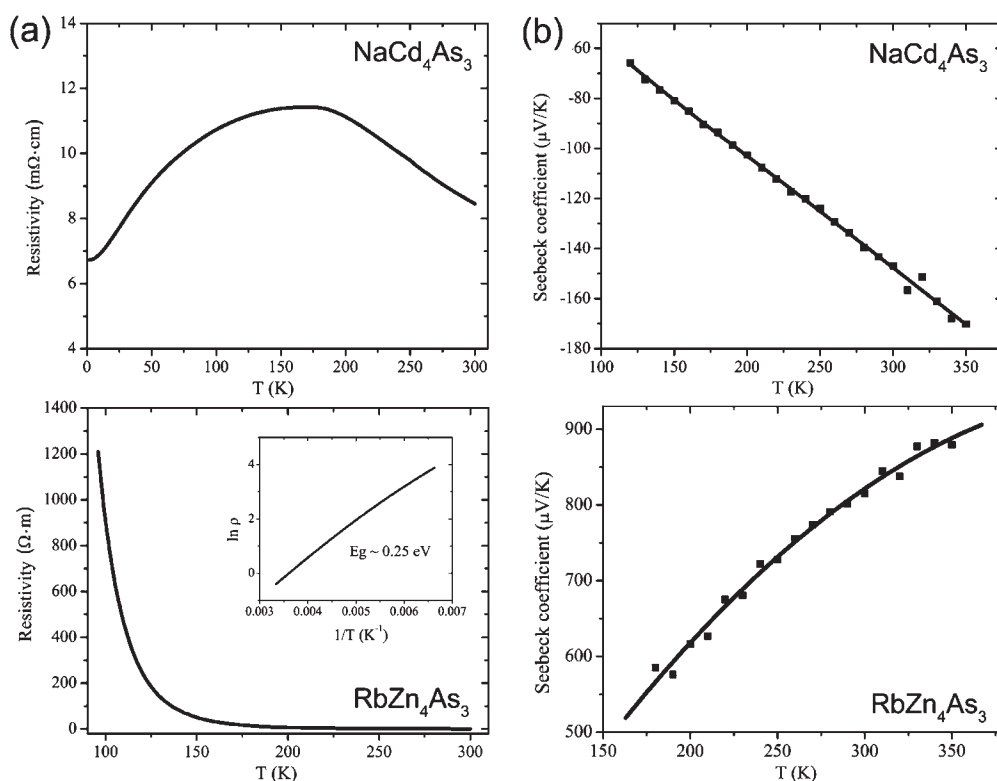 (a)
NaCd4As3
14
12
10
8
6
4
Resistivity (mΩ·cm)
0 50 100 150 200 250 300
T (K)
(b)
NaCd4As3
-60
-80
-100
-120
-140
-160
-180
Seebeck coefficient (µV/K)
100 150 200 250 300 350
T (K)
1400
1200
1000
800
600
400
200
0
Resistivity (Ω·m)
4
2
0
ln ρ
Eg ~ 0.25 eV
0.003 0.004 0.005 0.006 0.007
1/T (K-1)
RbZn4As3
100 150 200 250 300
T (K)
900
800
700
600
500
Seebeck coefficient (µV/K)
RbZn4As3
150 200 250 300 350
T (K)